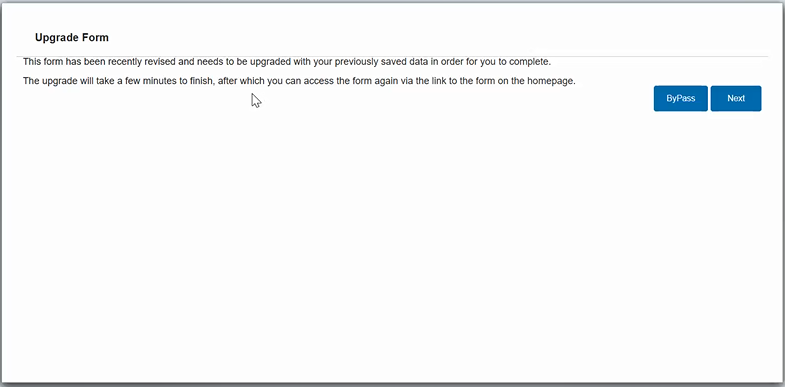 Upgrade Form
This form has been recently revised and needs to be upgraded with your previously saved data in order for you to complete.
The upgrade will take a few minutes to finish, after which you can access the form again via the link to the form on the homepage.
ByPass Next